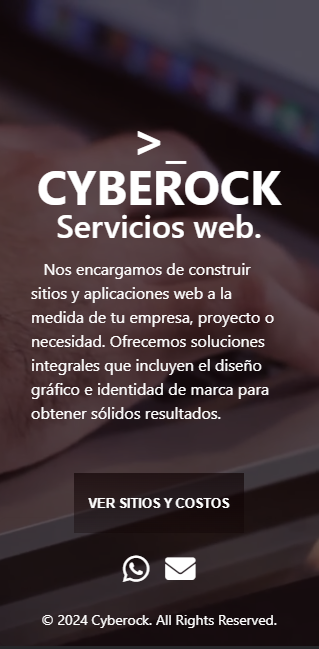 >_
CYBEROCK
Servicios web.
Nos encargamos de construir
sitios y aplicaciones web a la
medida de tu empresa, proyecto o
necesidad. Ofrecemos soluciones
integrales que incluyen el diseño
gráfico e identidad de marca para
obtener sólidos resultados.
VER SITIOS Y COSTOS
© 2024 Cyberock. All Rights Reserved.